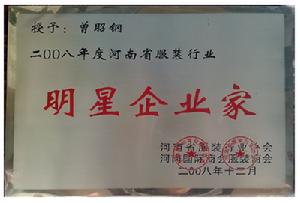 授予：曾昭钢
二〇〇八年度河南省服装行业
明星企业家
河南省服装行业协会
河南国际商会服装商会
二〇〇八年十二月